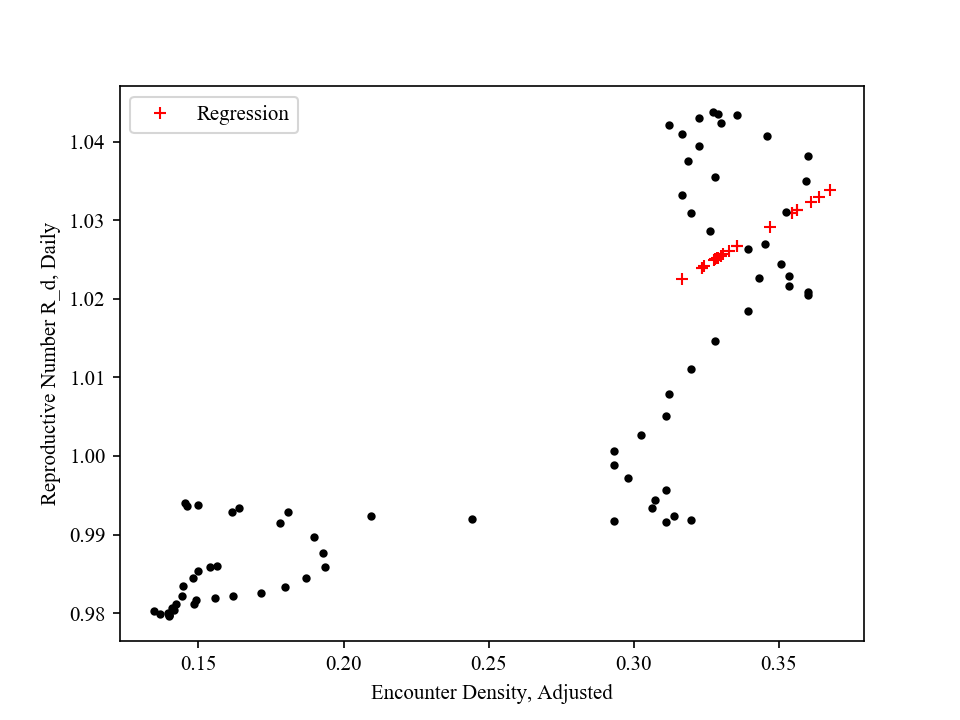 Regression
1.04
1.03
1.02
1.01
1.00
0.99
0.98
Reproductive Number R_d, Daily
0.15 0.20 0.25 0.30 0.35
Encounter Density, Adjusted